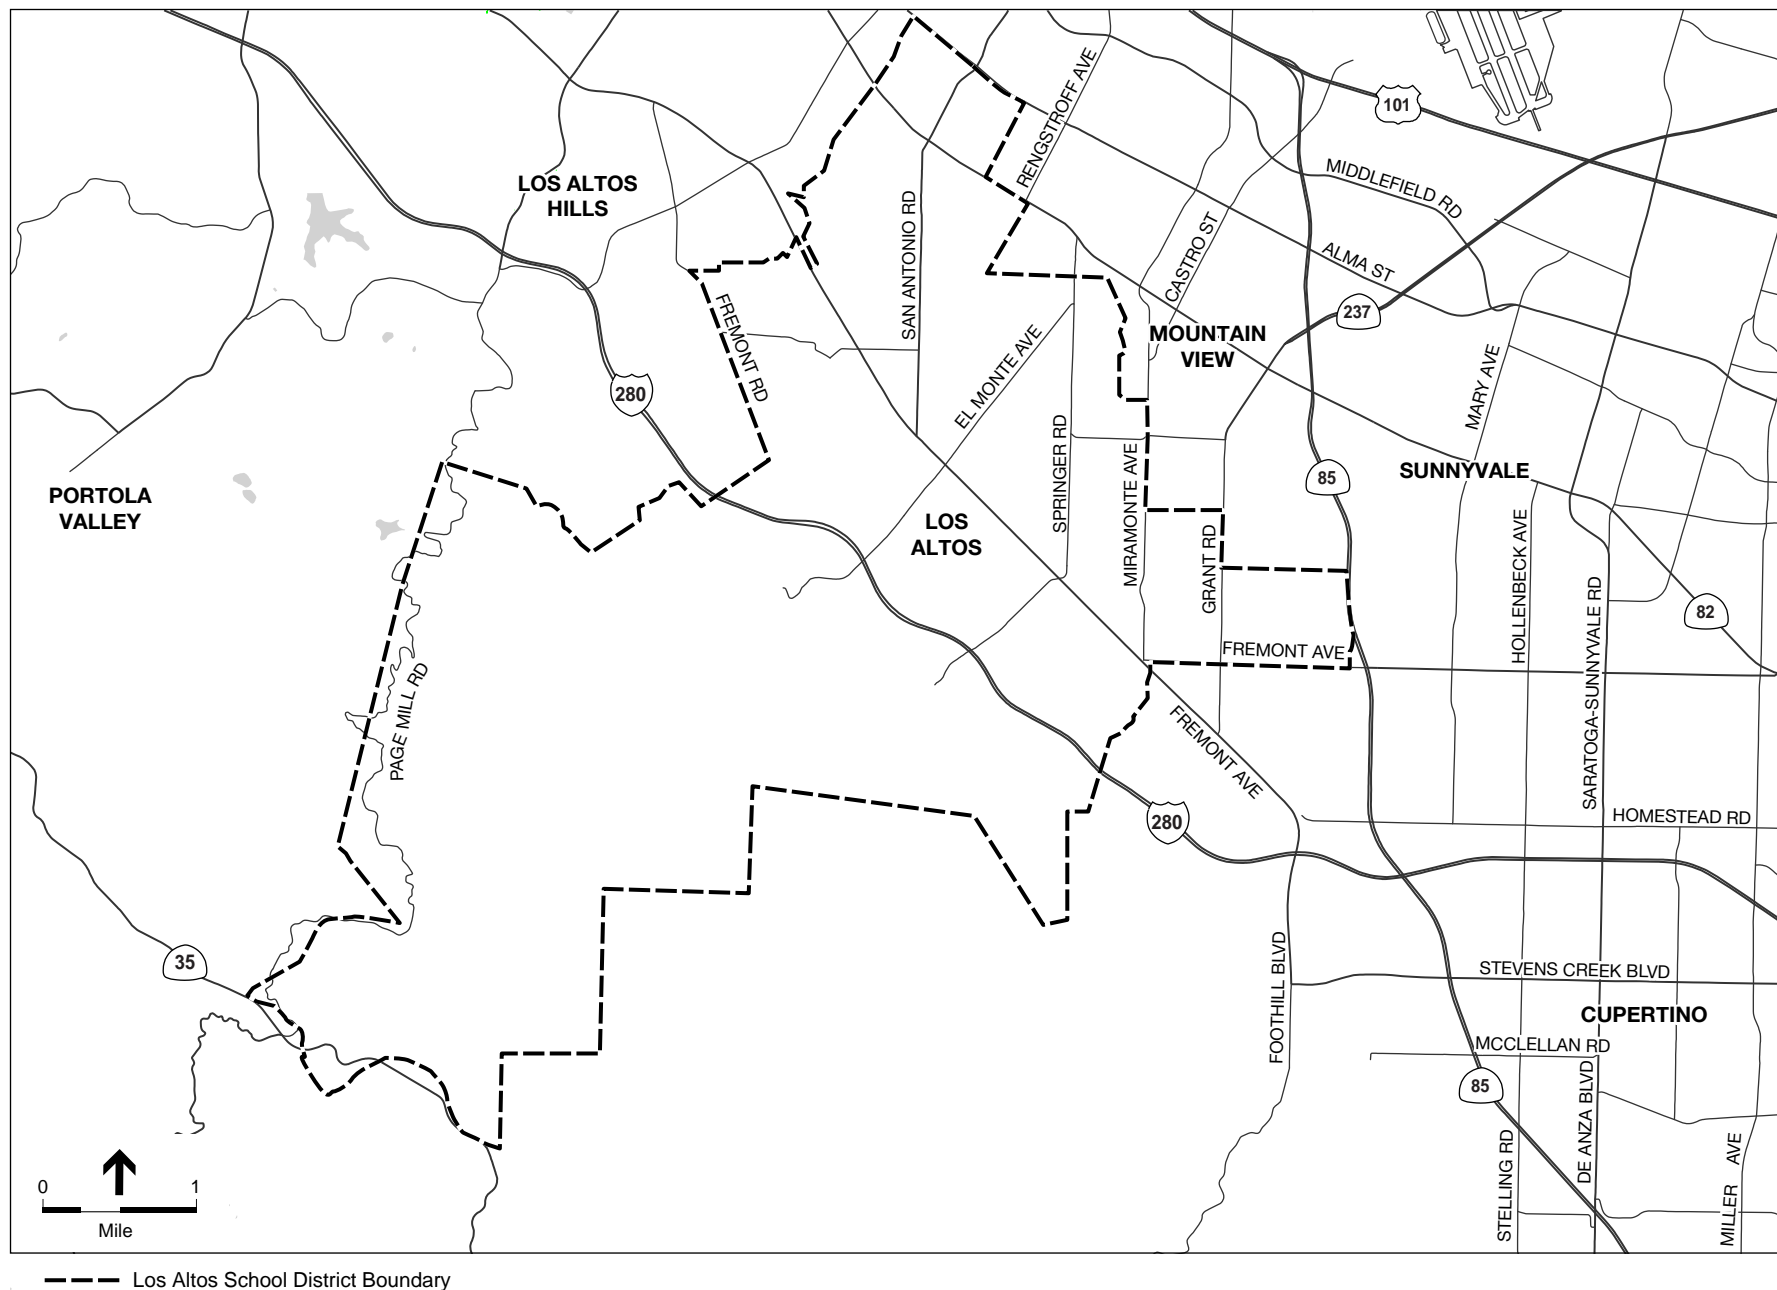 RENGSTROFF AVE
101
LOS ALTOS
HILLS
MIDDLEFIELD RD
SAN ANTONIO RD
CASTRO ST
ALMA ST
FREMONT RD
237
MOUNTAIN
VIEW
EL MONTE AVE
MARY AVE
280
SPRINGER RD
MIRAMONTE AVE
85
SUNNYVALE
PORTOLA
VALLEY
LOS
ALTOS
GRANT RD
HOLLENBECK AVE
SARATOGA-SUNNYVALE RD
82
FREMONT AVE
PAGE MILL RD
FREMONT AVE
280
HOMESTEAD RD
35
FOOTHILL BLVD
STEVENS CREEK BLVD
CUPERTINO
MCCLELLAN RD
85
DE ANZA BLVD
STELLING RD
MILLER AVE
0 1
Mile
Los Altos School District Boundary